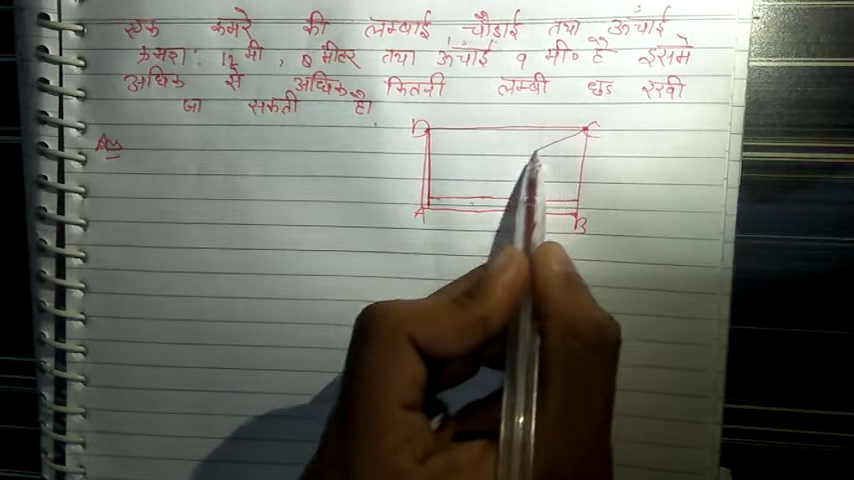 एक कमरे की लम्बाई, चौड़ाई तथा ऊँचाई
क्रमश: 12 मी, 8 मीटर तथा ऊँचाई 9 मी० है इसमे
अधिक से अधिक कितनी लम्बी छड रखी
जा सकती है।
Ans
D C
A B